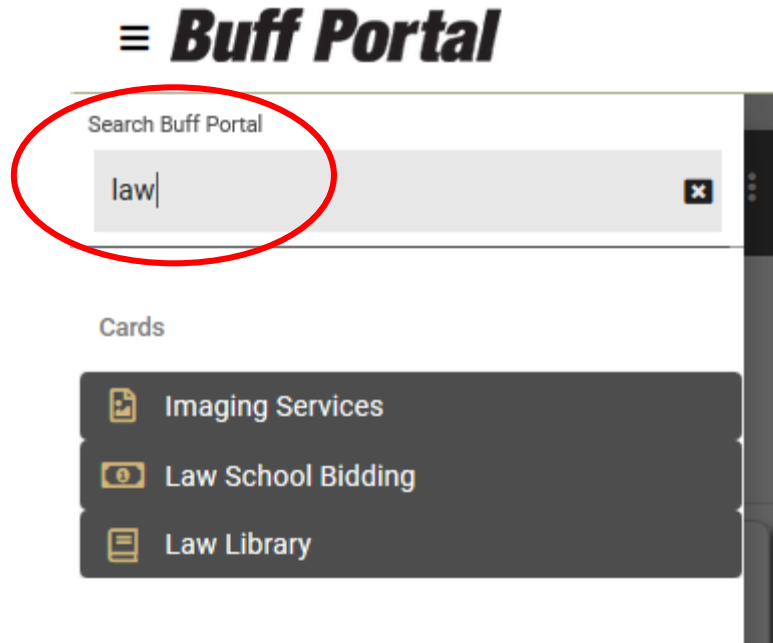 Buff Portal
Search Buff Portal
law
Cards
Imaging Services
Law School Bidding
Law Library